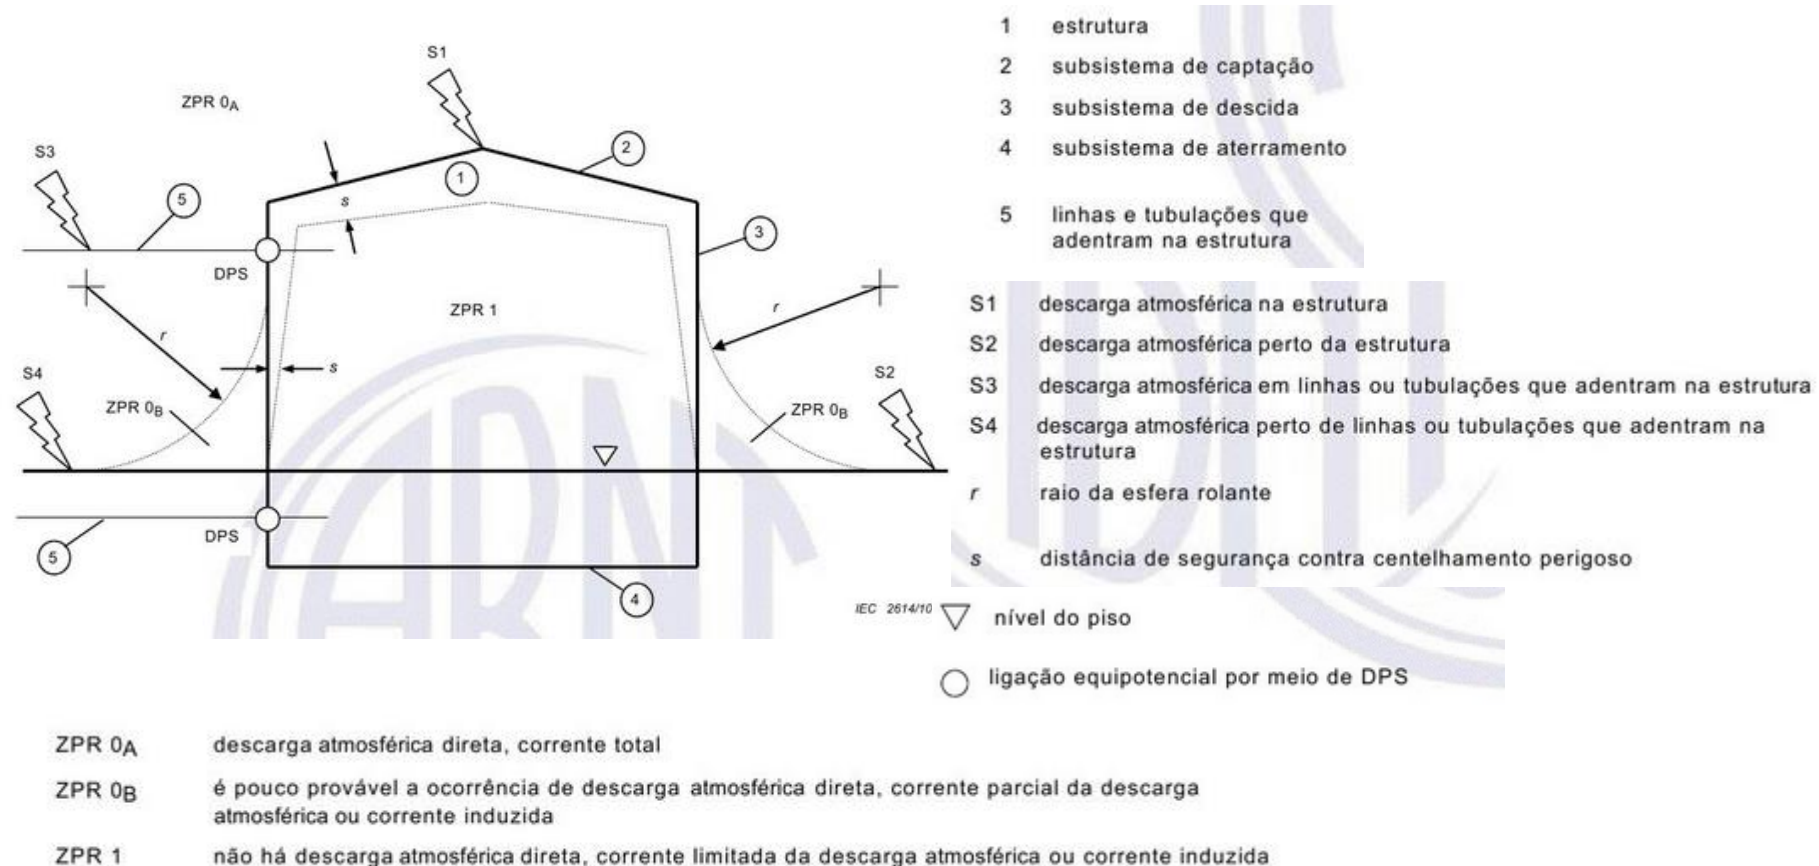 S1
ZPR 0A
S3
2
5
1
s
3
DPS
ZPR 1
r
r
s
S4
S2
ZPR 0B
ZPR 0B
DPS
5
4
IEC 2614/10
1 estrutura
2 subsistema de captação
3 subsistema de descida
4 subsistema de aterramento
5 linhas e tubulações que
adentram na estrutura
S1 descarga atmosférica na estrutura
S2 descarga atmosférica perto da estrutura
S3 descarga atmosférica em linhas ou tubulações que adentram na estrutura
S4 descarga atmosférica perto de linhas ou tubulações que adentram na
estrutura
r raio da esfera rolante
s distância de segurança contra centelhamento perigoso
nível do piso
ligação equipotencial por meio de DPS
ZPR 0A descarga atmosférica direta, corrente total
ZPR 0B é pouco provável a ocorrência de descarga atmosférica direta, corrente parcial da descarga
atmosférica ou corrente induzida
ZPR 1 não há descarga atmosférica direta, corrente limitada da descarga atmosférica ou corrente induzida
ABNT